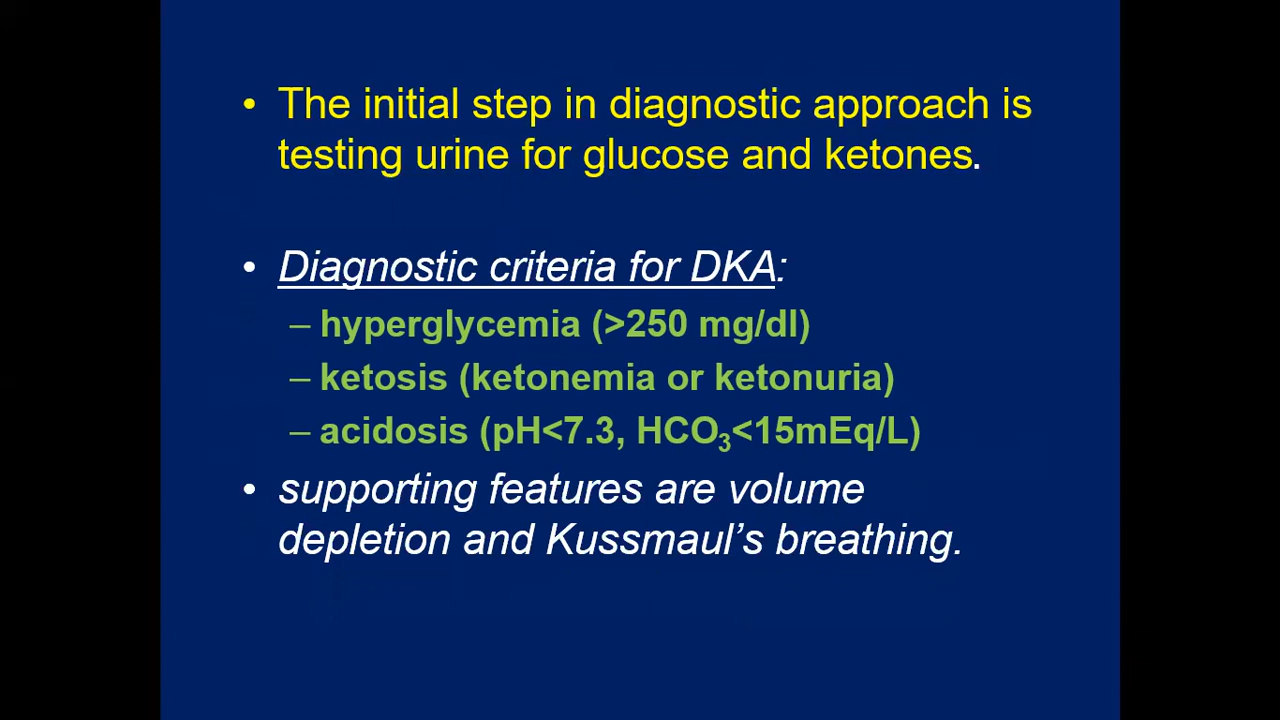 • The initial step in diagnostic approach is
testing urine for glucose and ketones.
• Diagnostic criteria for DKA:
– hyperglycemia (>250 mg/dl)
– ketosis (ketonemia or ketonuria)
– acidosis (pH<7.3, HCO₃<15mEq/L)
• supporting features are volume
depletion and Kussmaul’s breathing.